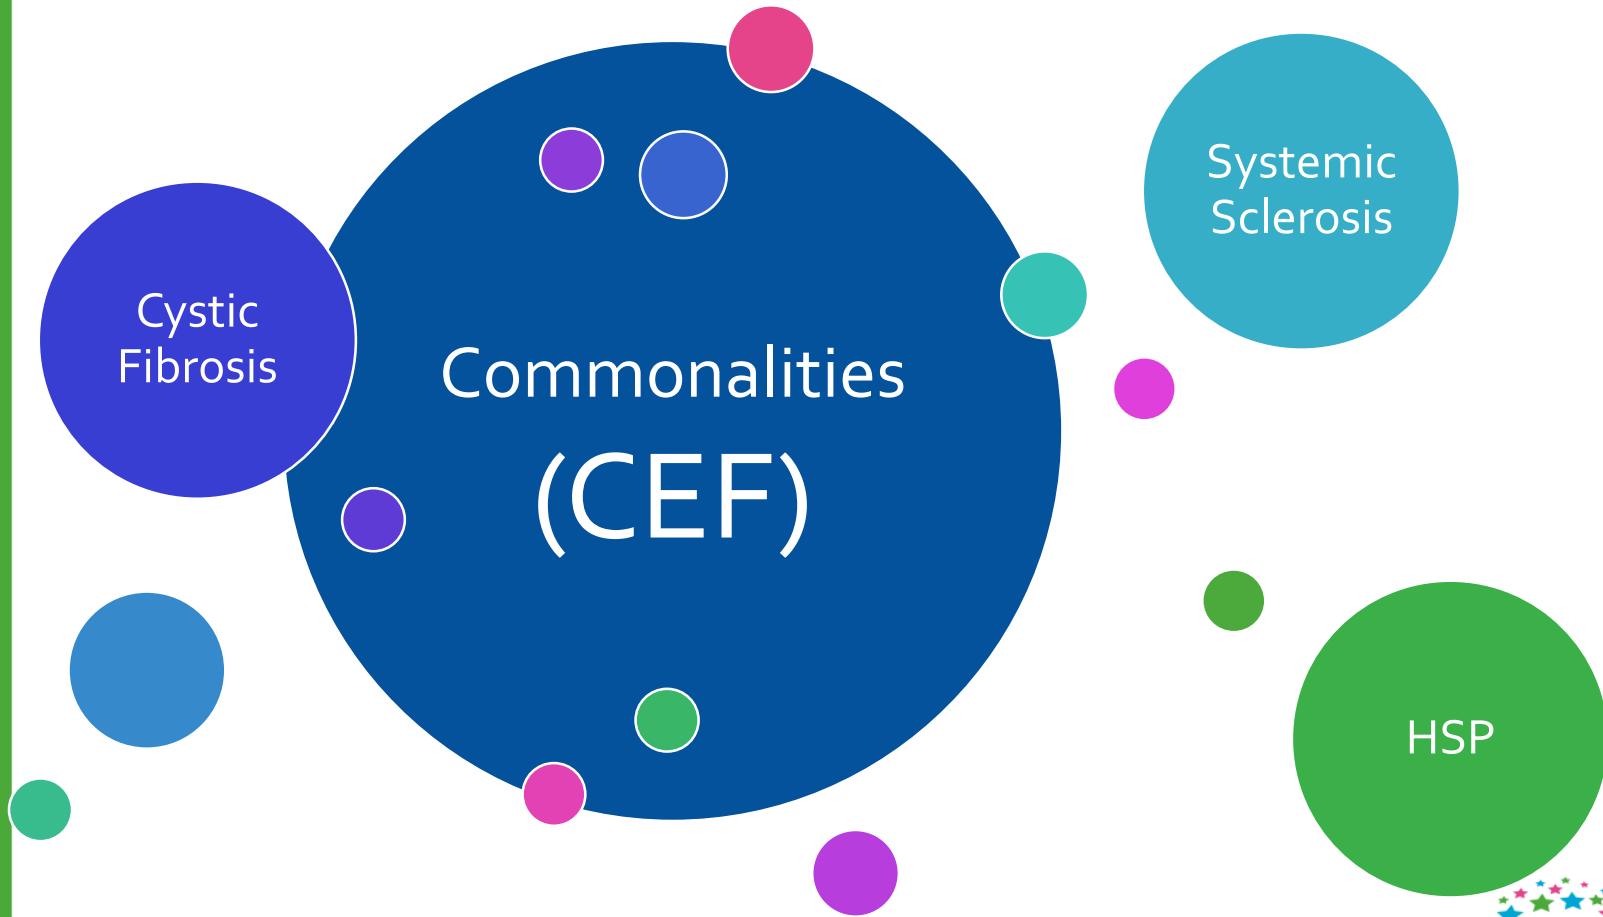 Cystic
Fibrosis
Commonalities
(CEF)
Systemic
Sclerosis
HSP